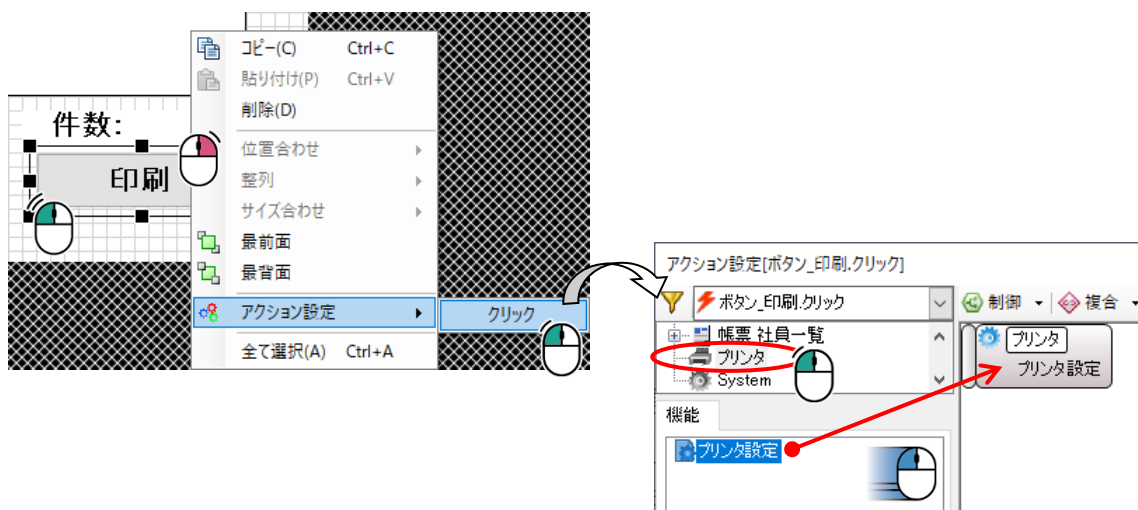 コピー(C) Ctrl+C
貼り付け(P) Ctrl+V
削除(D)
件数:
印刷
位置合わせ
整列
サイズ合わせ
最前面
最背面
アクション設定
クリック
全て選択(A) Ctrl+A
アクション設定[ボタン_印刷.クリック]
ボタン_印刷.クリック
制御
複合
帳票 社員一覧
プリンタ
System
プリンタ
プリンタ設定
機能
プリンタ設定